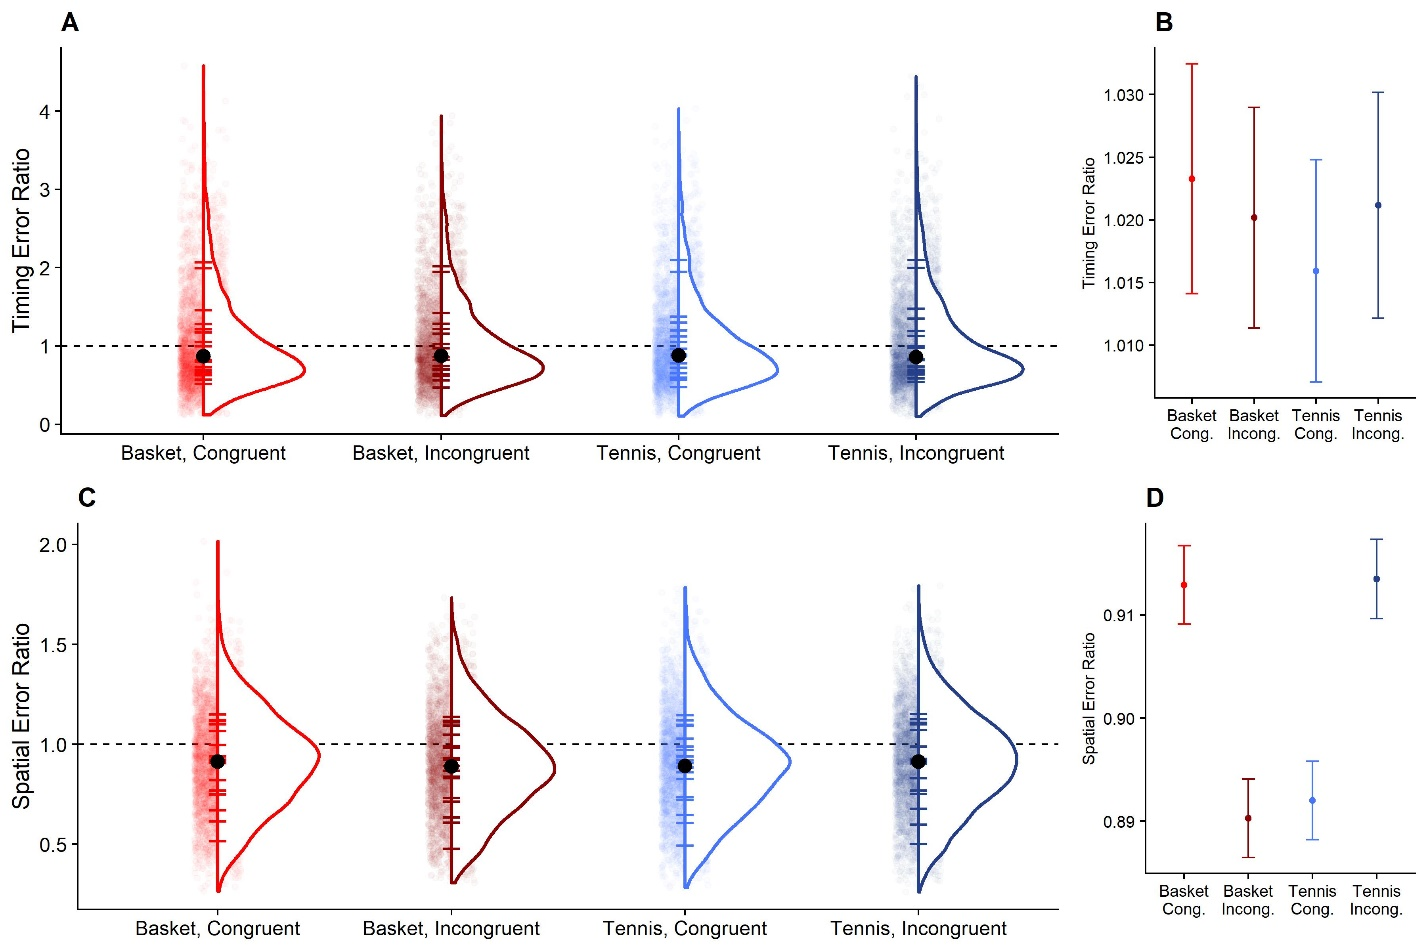 A
Timing Error Ratio
4
3
2
1
0
Basket, Congruent
Basket, Incongruent
Tennis, Congruent
Tennis, Incongruent
B
Timing Error Ratio
1.030
1.025
1.020
1.015
1.010
Basket Cong.
Basket Incong.
Tennis Cong.
Tennis Incong.
C
Spatial Error Ratio
2.0
1.5
1.0
0.5
Basket, Congruent
Basket, Incongruent
Tennis, Congruent
Tennis, Incongruent
D
Spatial Error Ratio
0.91
0.90
0.89
Basket Cong.
Basket Incong.
Tennis Cong.
Tennis Incong.